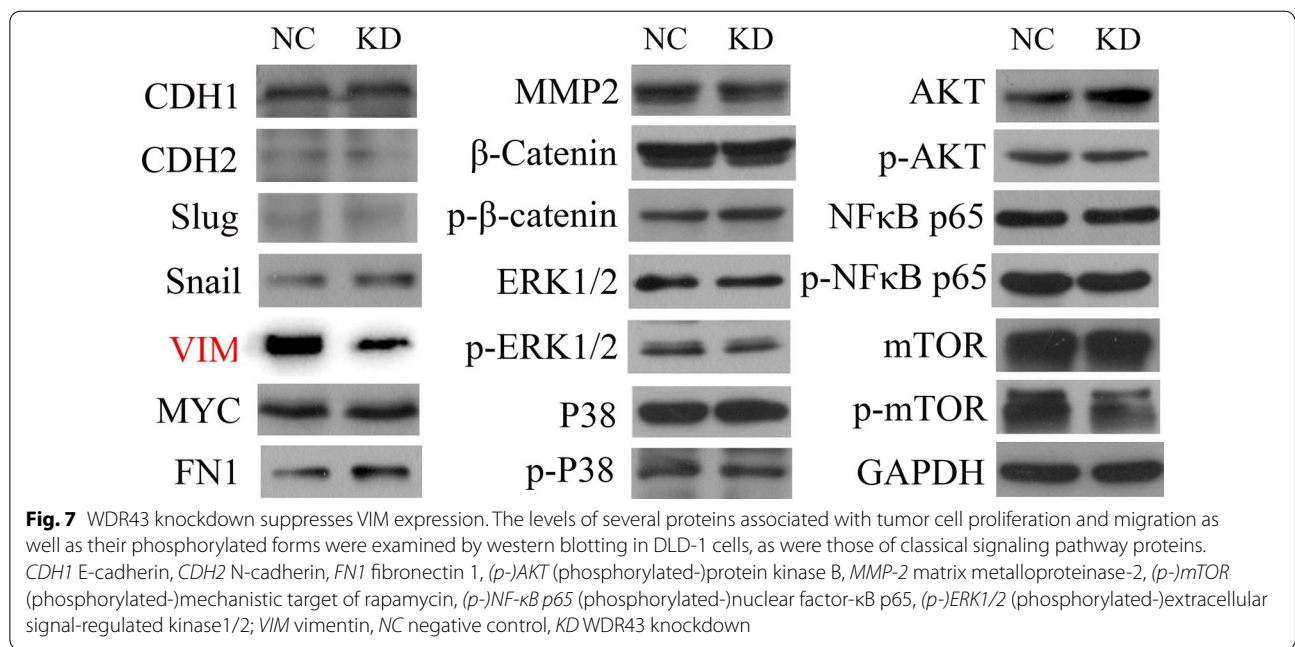 NC KD
CDH1
CDH2
Slug
Snail
VIM
MYC
FN1
NC KD
MMP2
β-Catenin
p-β-catenin
ERK1/2
p-ERK1/2
P38
p-P38
NC KD
AKT
p-AKT
NFκB p65
p-NFκB p65
mTOR
p-mTOR
GAPDH
Fig. 7 WDR43 knockdown suppresses VIM expression. The levels of several proteins associated with tumor cell proliferation and migration as
well as their phosphorylated forms were examined by western blotting in DLD-1 cells, as were those of classical signaling pathway proteins.
CDH1 E-cadherin, CDH2 N-cadherin, FN1 fibronectin 1, (p-)AKT (phosphorylated-)protein kinase B, MMP-2 matrix metalloproteinase-2, (p-)mTOR
(phosphorylated-)mechanistic target of rapamycin, (p-)NF-κB p65 (phosphorylated-)nuclear factor-κB p65, (p-)ERK1/2 (phosphorylated-)extracellular
signal-regulated kinase1/2; VIM vimentin, NC negative control, KD WDR43 knockdown